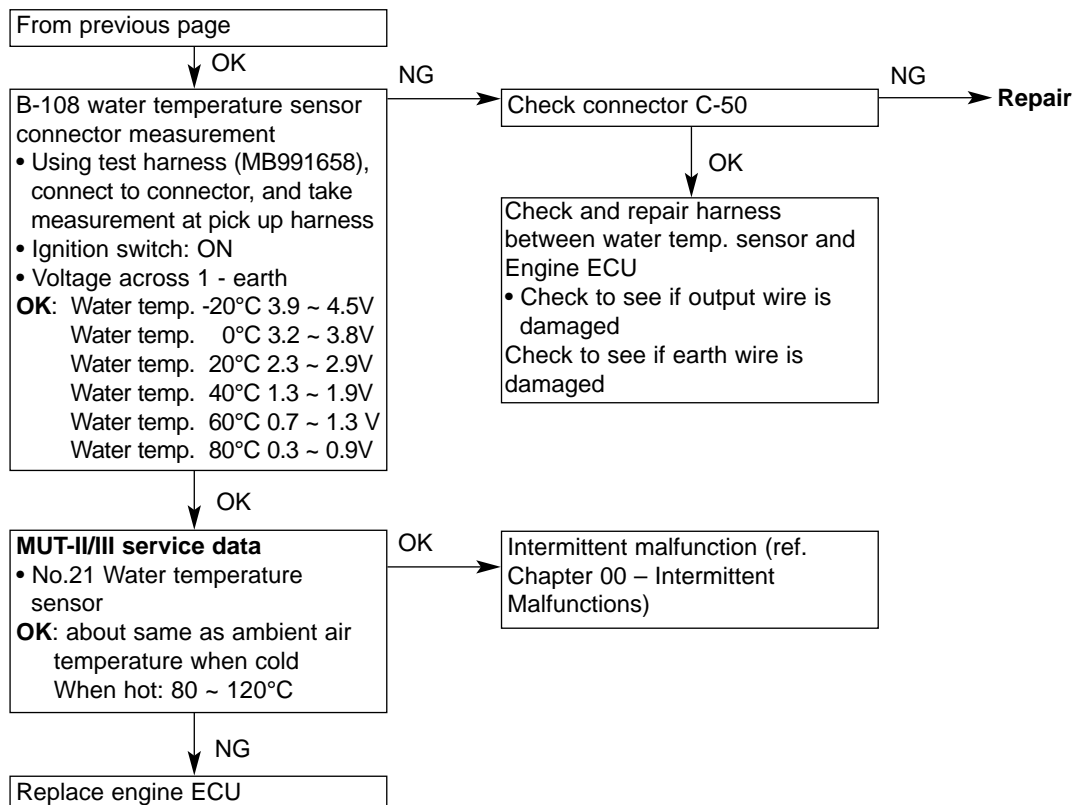 From previous page
OK
NG
NG
B-108 water temperature sensor
connector measurement
• Using test harness (MB991658),
connect to connector, and take
measurement at pick up harness
• Ignition switch: ON
• Voltage across 1 - earth
OK: Water temp. -20°C 3.9 ~ 4.5V
Water temp. 0°C 3.2 ~ 3.8V
Water temp. 20°C 2.3 ~ 2.9V
Water temp. 40°C 1.3 ~ 1.9V
Water temp. 60°C 0.7 ~ 1.3 V
Water temp. 80°C 0.3 ~ 0.9V
Check connector C-50
Repair
OK
Check and repair harness
between water temp. sensor and
Engine ECU
• Check to see if output wire is
damaged
Check to see if earth wire is
damaged
OK
MUT-II/III service data
• No.21 Water temperature
sensor
OK: about same as ambient air
temperature when cold
When hot: 80 ~ 120°C
OK
Intermittent malfunction (ref.
Chapter 00 – Intermittent
Malfunctions)
NG
Replace engine ECU